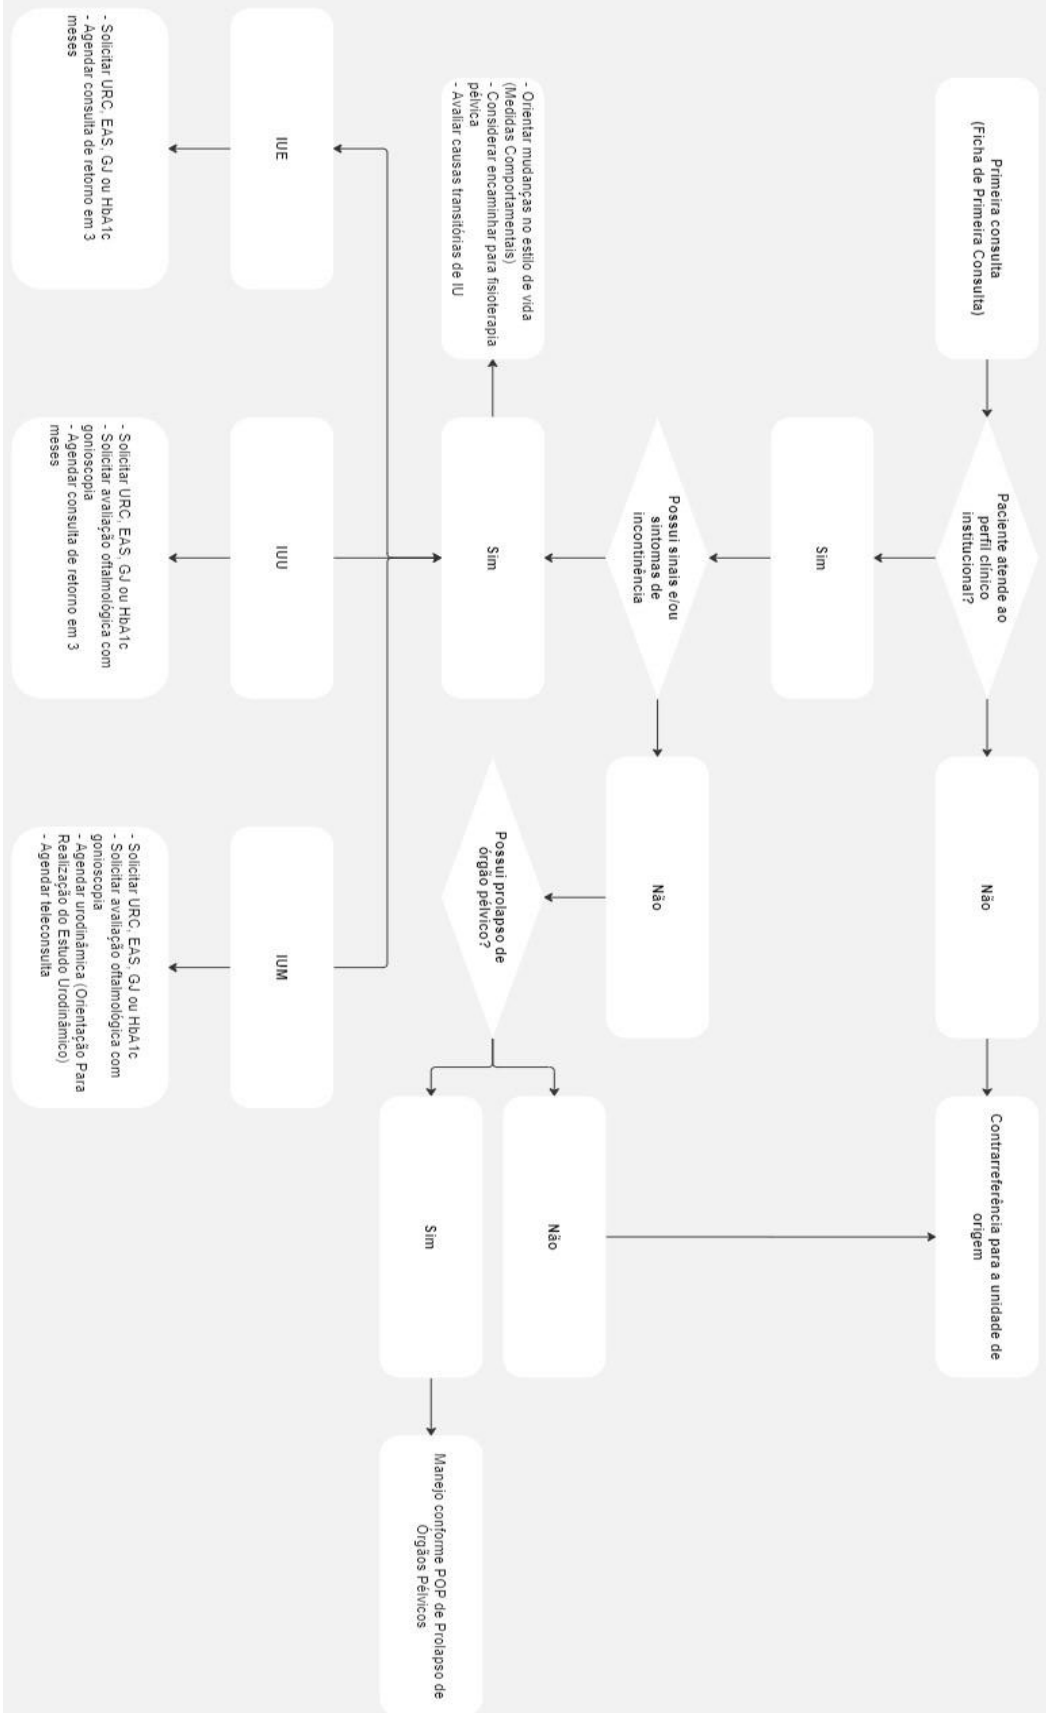 Primeira consulta
(Ficha de Primeira Consulta)
Paciente atende ao
perfil clínico
institucional?
Não
Contrarreferência para a unidade de
origem
Sim
Possui sinais e/ou
sintomas de
incontinência
Não
- Orientar mudanças no estilo de vida
(Medidas Comportamentais)
- Considerar encaminhar para fisioterapia
pélvica
- Avaliar causas transitórias de IU
Sim
Possui prolapso de
órgão pélvico?
Não
Sim
Manejo conforme POP de Prolapso de
Órgãos Pélvicos
IUE
IUU
IUM
- Solicitar URC, EAS, GJ ou HbA1c
- Agendar consulta de retorno em 3
meses
- Solicitar URC, EAS, GJ ou HbA1c
- Solicitar avaliação oftalmológica com
gonioscopia
- Agendar consulta de retorno em 3
meses
- Solicitar URC, EAS, GJ ou HbA1c
- Solicitar avaliação oftalmológica com
gonioscopia
- Agendar urodinâmica (Orientação Para
Realização do Estudo Urodinâmico)
- Agendar teleconsulta